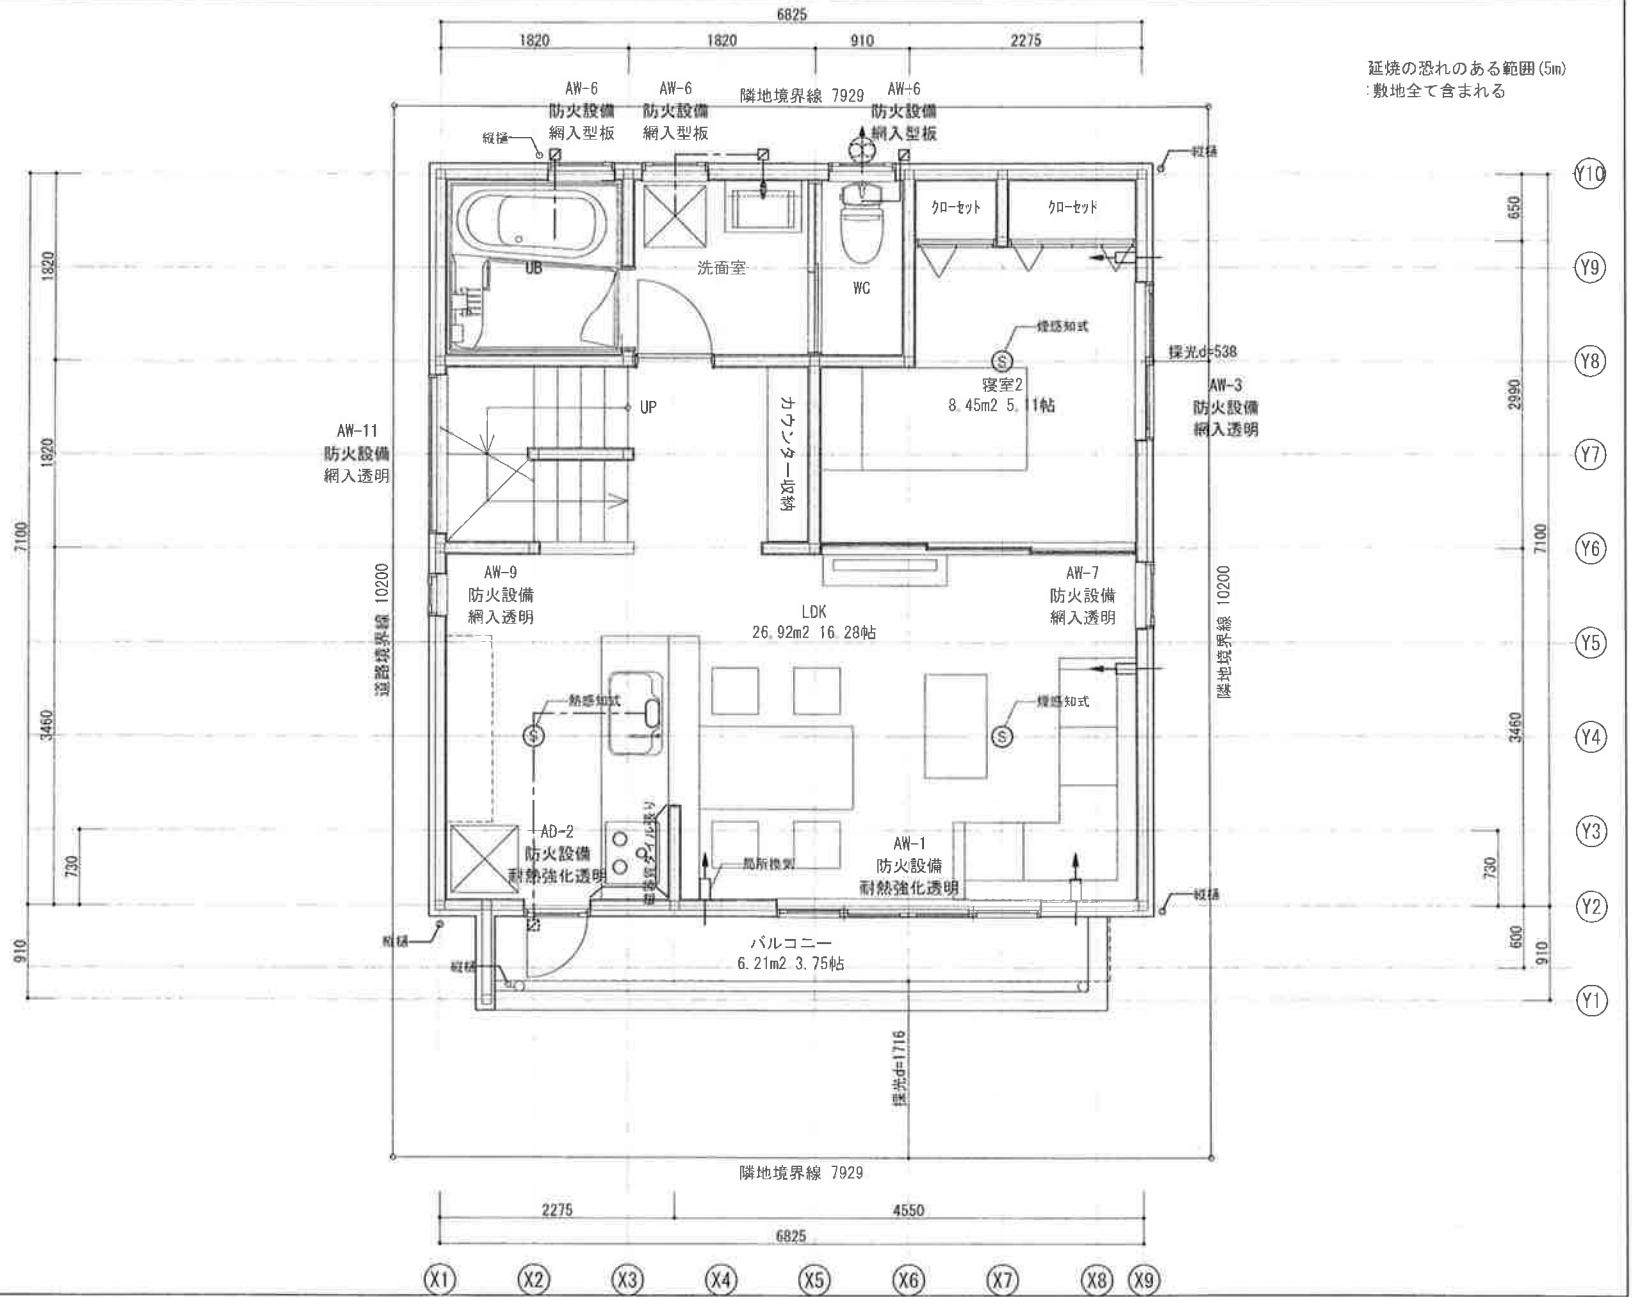 6825
1820
1820
910
2275
延焼の恐れのある範囲(5m)
:敷地全て含まれる
AW-6
防火設備
網入型板
AW-6
防火設備
網入型板
隣地境界線 7929
AW-6
防火設備
網入型板
縦樋
縦樋
Y10
クローゼット
クローゼット
650
1820
UB
洗面室
WC
Y9
煙感知式
採光d=538
Y8
寝室2
8.45m2 5.11帖
AW-3
防火設備
網入透明
2990
UP
カウンター収納
AW-11
防火設備
網入透明
1820
Y7
7100
7100
Y6
AW-9
防火設備
網入透明
AW-7
防火設備
網入透明
道路境界線 10200
隣地境界線 10200
LDK
26.92m2 16.28帖
Y5
熱感知式
煙感知式
3460
3460
Y4
AD-2
防火設備
耐熱強化透明
AW-1
防火設備
耐熱強化透明
局所換気
730
730
Y3
縦樋
Y2
縦樋
縦樋
バルコニー
6.21m2 3.75帖
910
600
910
Y1
採光d=1716
隣地境界線 7929
2275
4550
6825
X1
X2
X3
X4
X5
X6
X7
X8
X9